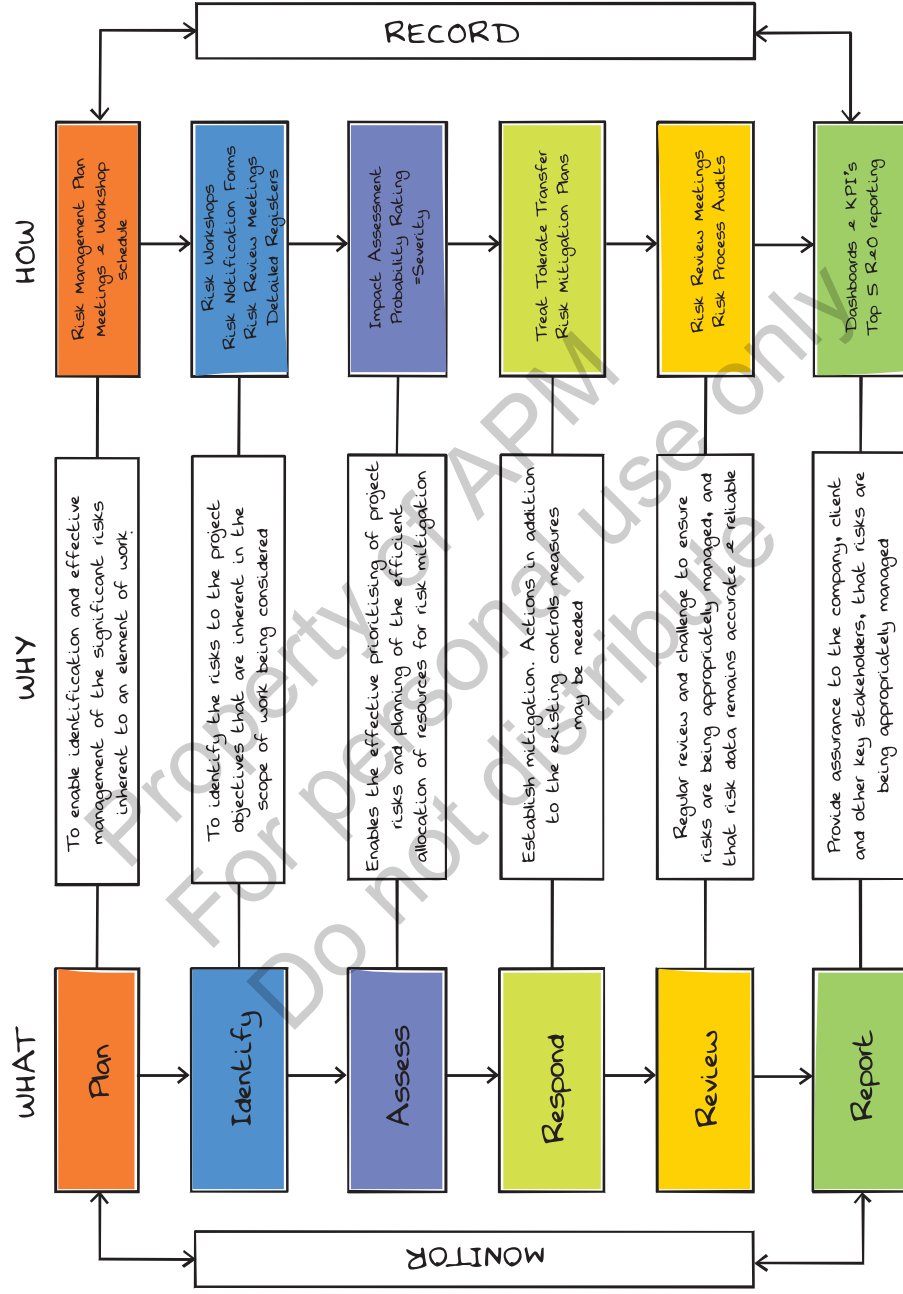 WHAT
WHY
HOW
MONITOR
Plan
To enable identification and effective
management of the significant risks
inherent to an element of work.
Risk Management Plan
Meetings & Workshop
schedule
Identify
To identify the risks to the project
objectives that are inherent in the
scope of work being considered
Risk Workshops
Risk Notification Forms
Risk Review Meetings
Detailed Registers
Assess
Enables the effective prioritising of project
risks and planning of the efficient
allocation of resources for risk mitigation
Impact Assessment
Probability Rating
=Severity
Respond
Establish mitigation. Actions in addition
to the existing controls measures
may be needed
Treat Tolerate Transfer
Risk Mitigation Plans
Review
Regular review and challenge to ensure
risks are being appropriately managed, and
that risk data remains accurate & reliable
Risk Review Meetings
Risk Process Audits
Report
Provide assurance to the company, client
and other key stakeholders, that risks are
being appropriately managed
Dashboards & KPI's
Top 5 R&O reporting
RECORD
Property of APM
For personal use only
Do not distribute